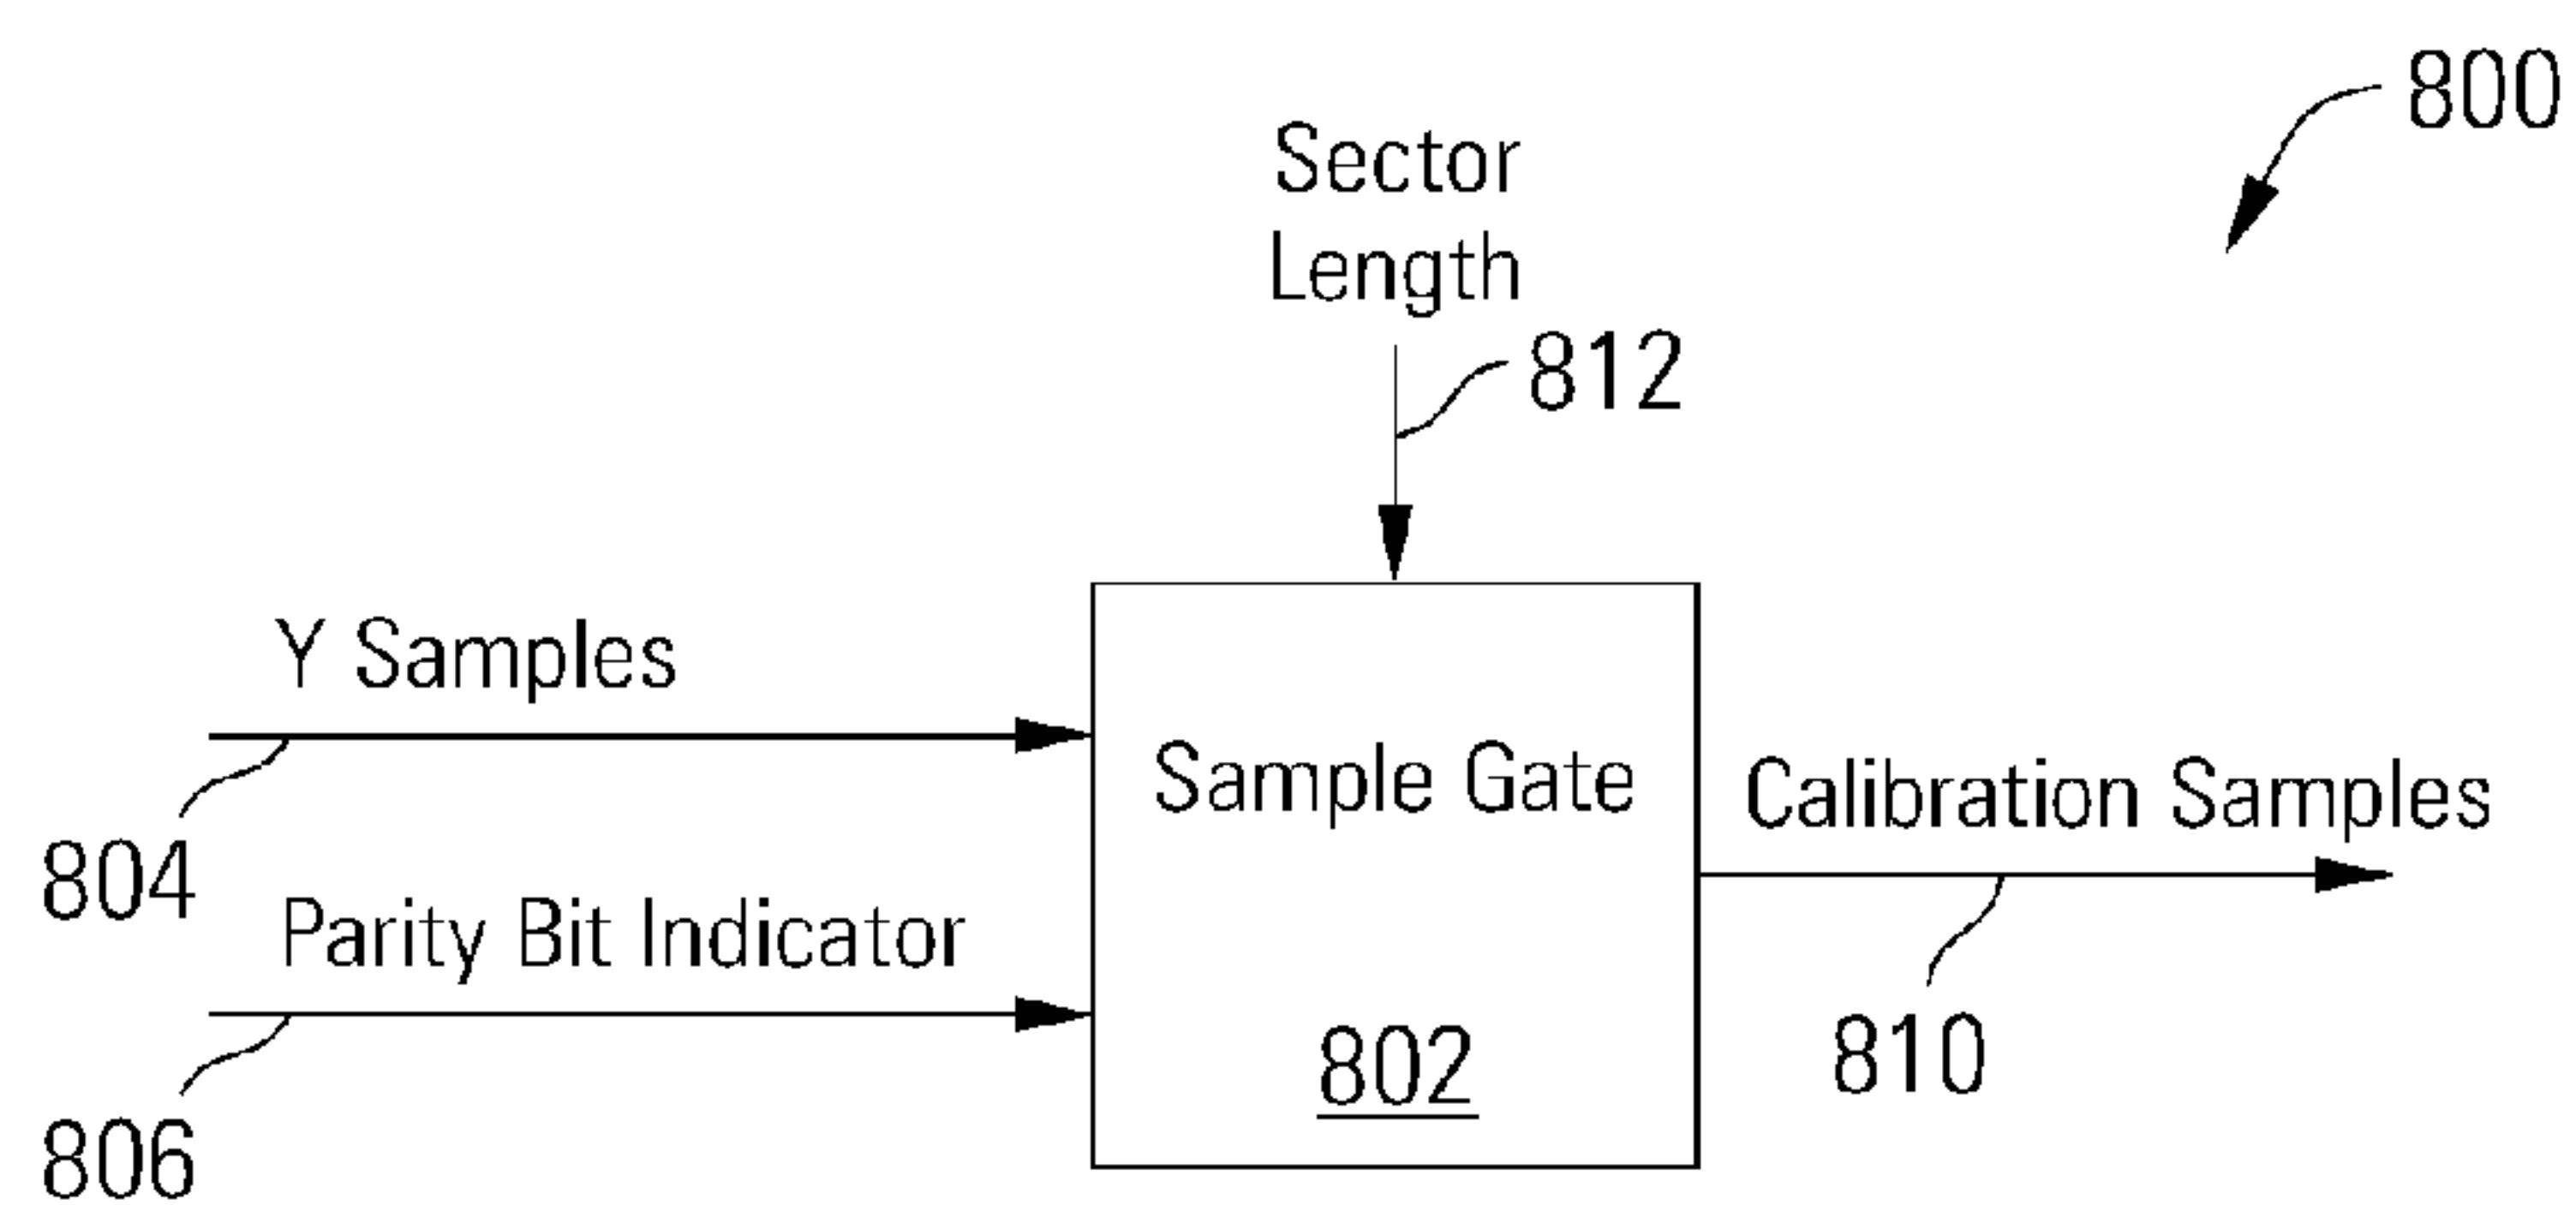 800
Sector
Length
812
Y Samples
804
Parity Bit Indicator
806
Sample Gate
802
Calibration Samples
810